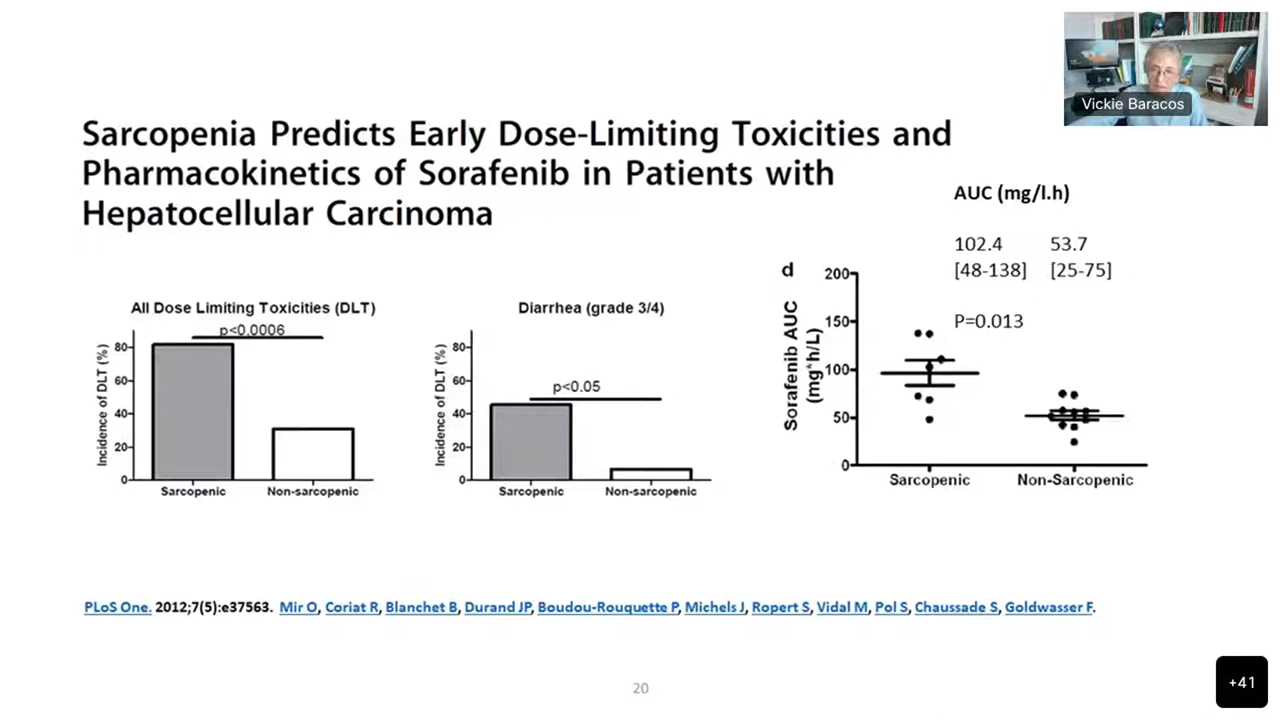 Vickie Baracos
Sarcopenia Predicts Early Dose-Limiting Toxicities and
Pharmacokinetics of Sorafenib in Patients with
Hepatocellular Carcinoma
All Dose Limiting Toxicities (DLT)
p<0.0006
Incidence of DLT (%)
80
60
40
20
0
Sarcopenic Non-sarcopenic
Diarrhea (grade 3/4)
p<0.05
Incidence of DLT (%)
80
60
40
20
0
Sarcopenic Non-sarcopenic
AUC (mg/l.h)
102.4 53.7
[48-138] [25-75]
P=0.013
d
Sorafenib AUC
(mg*h/L)
200
150
100
50
0
Sarcopenic Non-Sarcopenic
PLoS One. 2012;7(5):e37563. Mir O, Coriat R, Blanchet B, Durand JP, Boudou-Rouquette P, Michels J, Ropert S, Vidal M, Pol S, Chaussade S, Goldwasser F.
20
+41